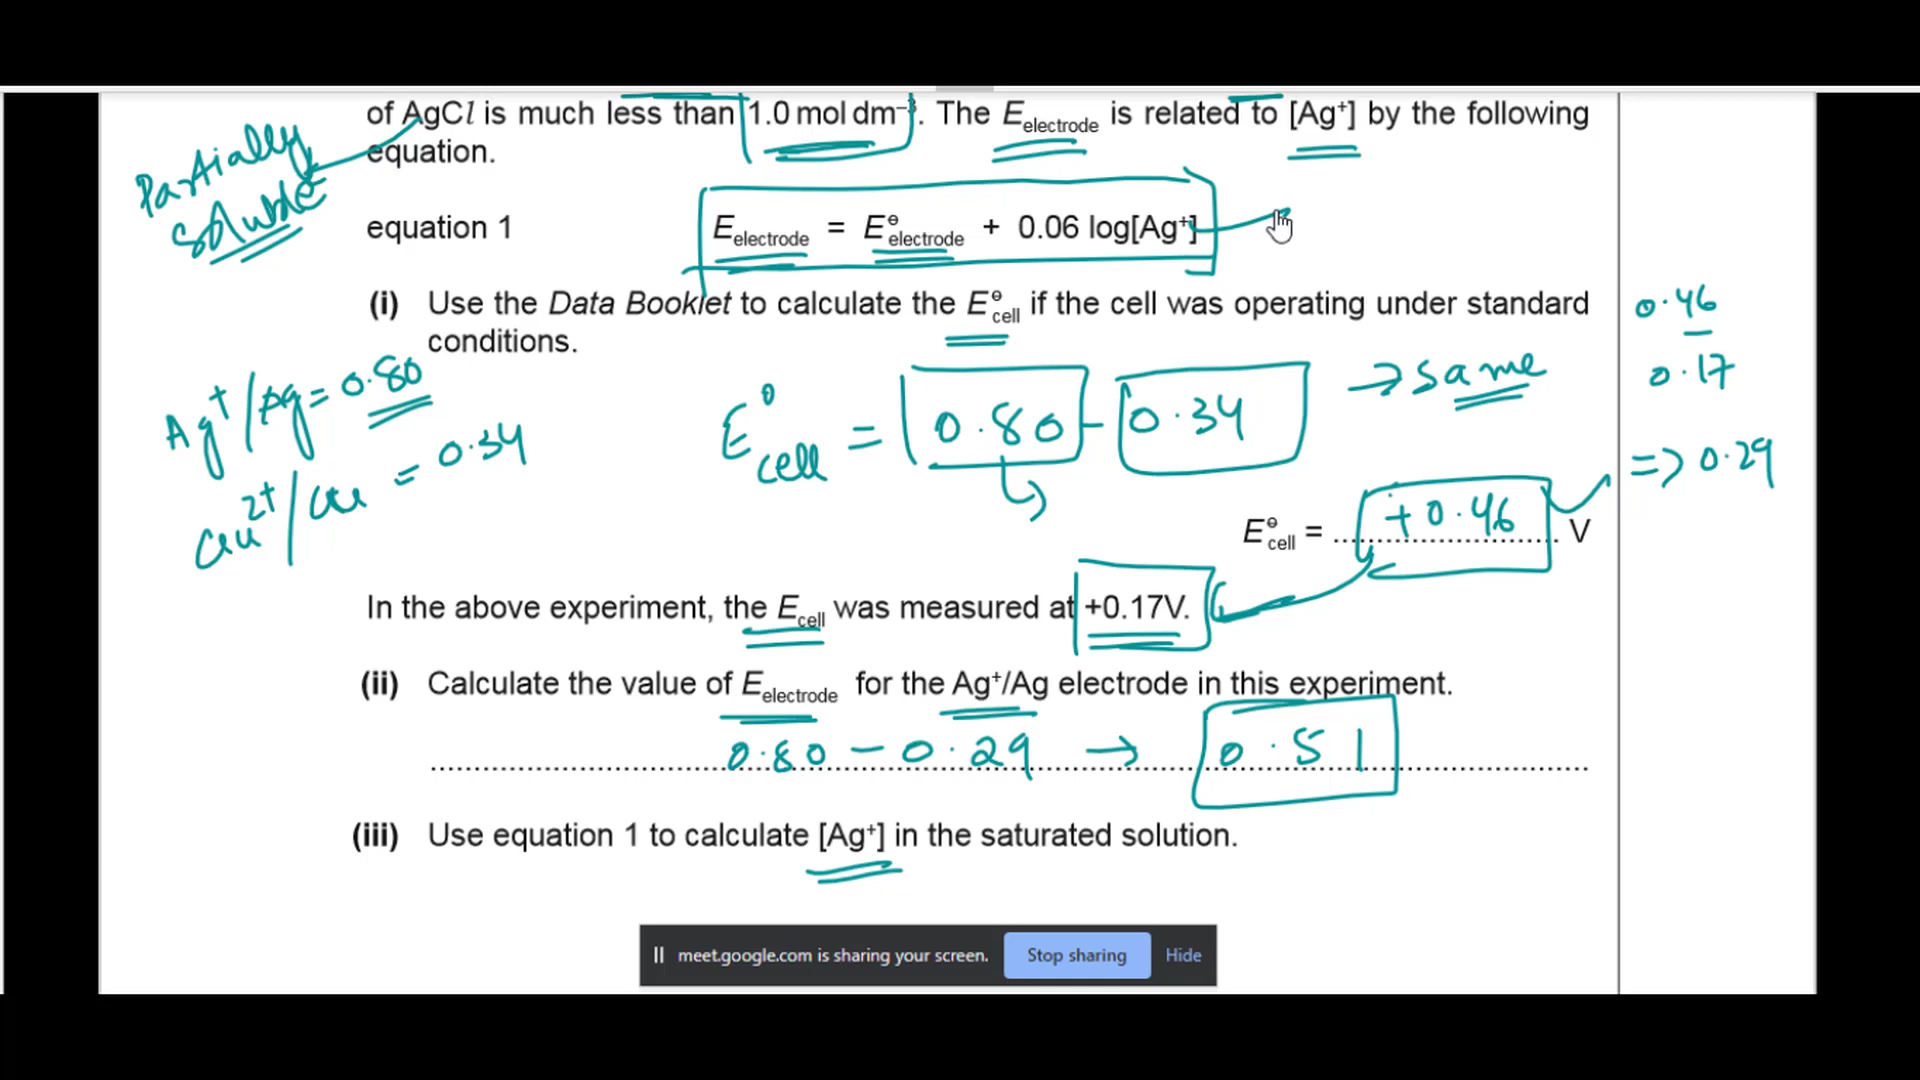 of AgCl is much less than 1.0 mol dm⁻³. The E electrode is related to [Ag⁺] by the following
equation.
Partially
soluble
equation 1 E electrode = E⦵ electrode + 0.06 log[Ag⁺]
(i) Use the Data Booklet to calculate the E⦵ cell if the cell was operating under standard
conditions.
0.46
0.17
=> 0.29
Ag⁺/Ag = 0.80
Cu²⁺/Cu = 0.34
E⁰ cell = 0.80 - 0.34 → same
E⦵ cell = .......... +0.46 .......... V
In the above experiment, the E cell was measured at +0.17V.
(ii) Calculate the value of E electrode for the Ag⁺/Ag electrode in this experiment.
0.80 - 0.29 → 0.51
(iii) Use equation 1 to calculate [Ag⁺] in the saturated solution.
meet.google.com is sharing your screen. Stop sharing Hide